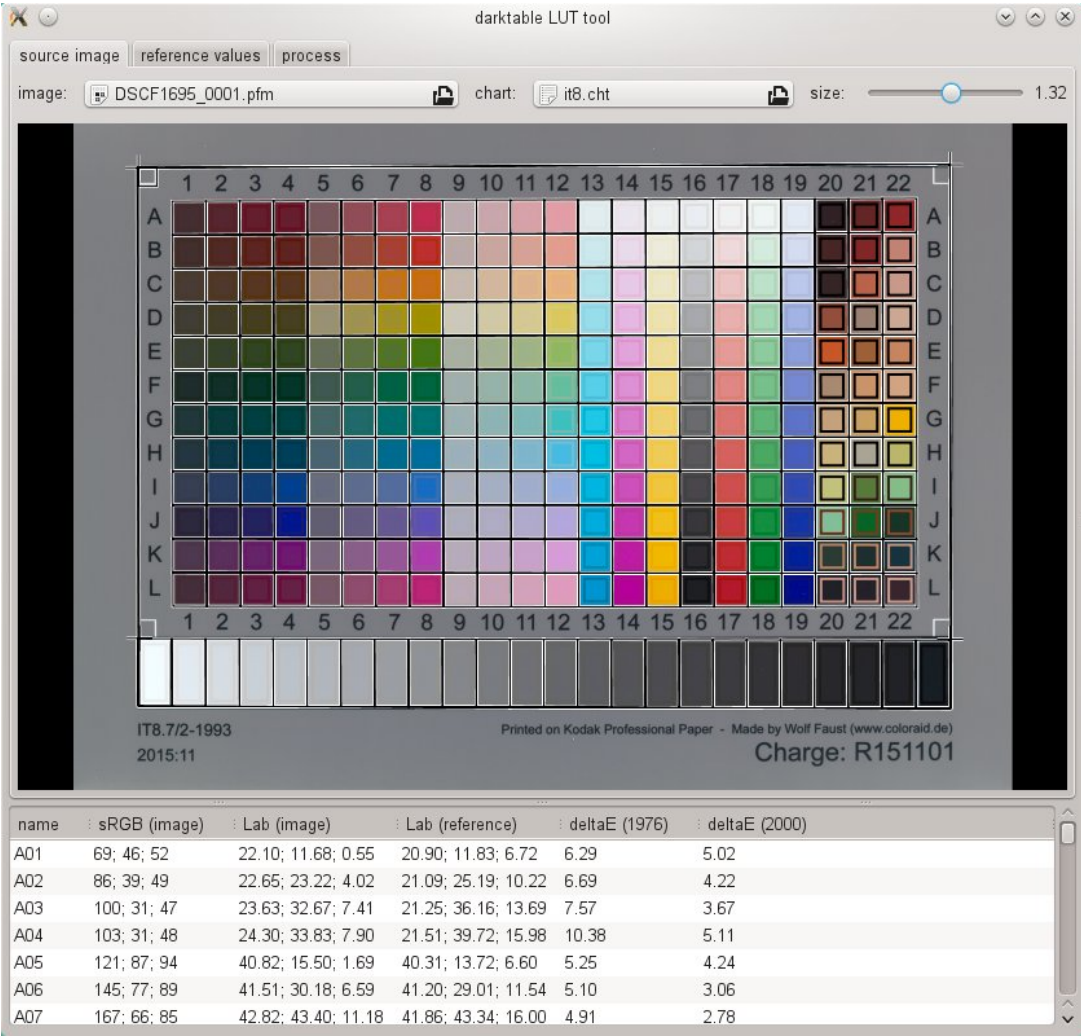 darktable LUT tool
source image reference values process
image: DSCF1695_0001.pfm chart: it8.cht size: 1.32
1 2 3 4 5 6 7 8 9 10 11 12 13 14 15 16 17 18 19 20 21 22
A A
B B
C C
D D
E E
F F
G G
H H
I I
J J
K K
L L
1 2 3 4 5 6 7 8 9 10 11 12 13 14 15 16 17 18 19 20 21 22
IT8.7/2-1993 Printed on Kodak Professional Paper - Made by Wolf Faust (www.coloraid.de)
2015:11 Charge: R151101
name sRGB (image) Lab (image) Lab (reference) deltaE (1976) deltaE (2000)
A01 69; 46; 52 22.10; 11.68; 0.55 20.90; 11.83; 6.72 6.29 5.02
A02 86; 39; 49 22.65; 23.22; 4.02 21.09; 25.19; 10.22 6.69 4.22
A03 100; 31; 47 23.63; 32.67; 7.41 21.25; 36.16; 13.69 7.57 3.67
A04 103; 31; 48 24.30; 33.83; 7.90 21.51; 39.72; 15.98 10.38 5.11
A05 121; 87; 94 40.82; 15.50; 1.69 40.31; 13.72; 6.60 5.25 4.24
A06 145; 77; 89 41.51; 30.18; 6.59 41.20; 29.01; 11.54 5.10 3.06
A07 167; 66; 85 42.82; 43.40; 11.18 41.86; 43.34; 16.00 4.91 2.78